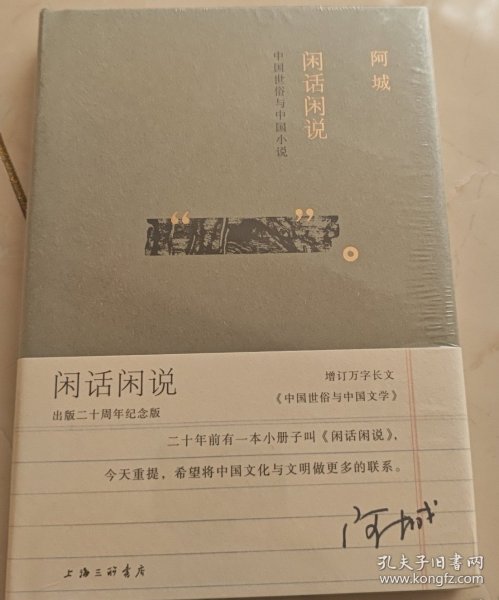 阿城
闲话闲说
中国世俗与中国小说
“ ”。
闲话闲说
出版二十周年纪念版
增订万字长文
《中国世俗与中国文学》
二十年前有一本小册子叫《闲话闲说》，
今天重提，希望将中国文化与文明做更多的联系。
阿城
上海三联书店
孔夫子旧书网
www.kongfz.com